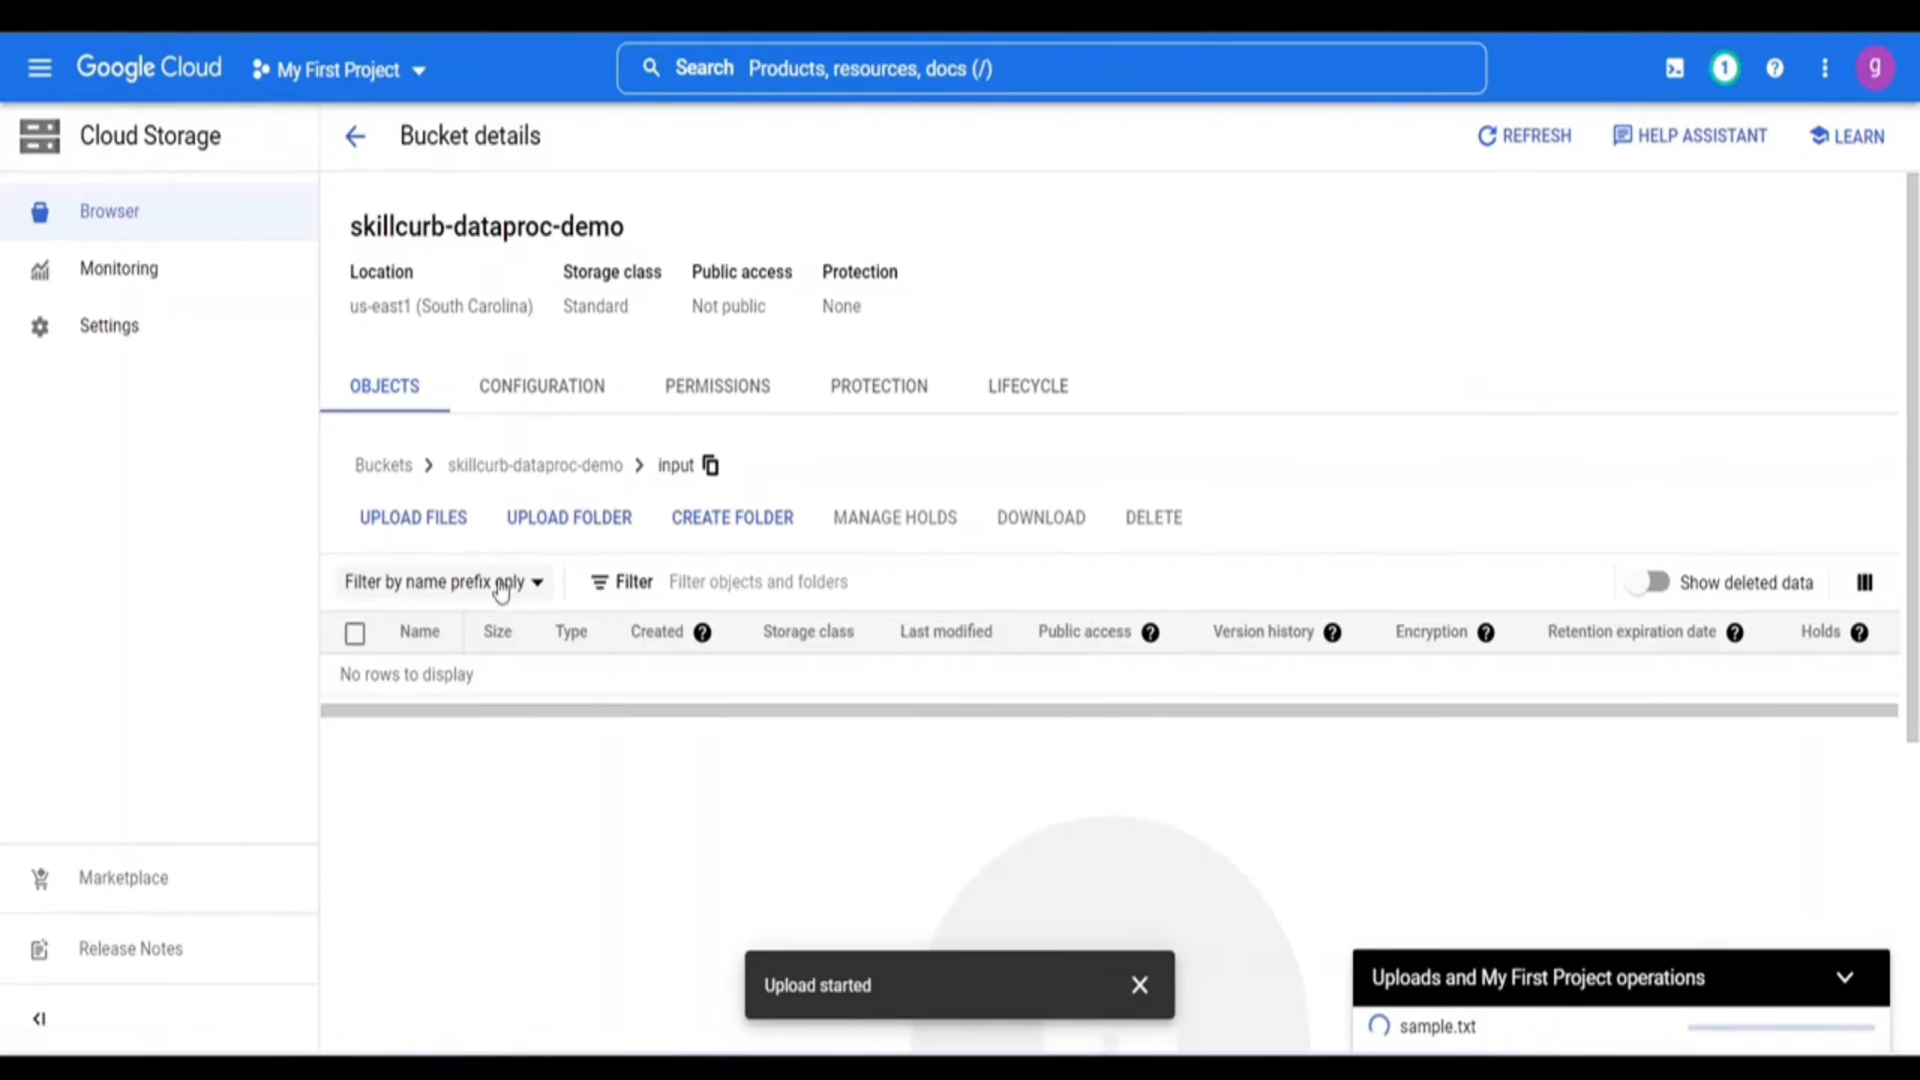 Google Cloud My First Project Search Products, resources, docs (/) 1 g
Cloud Storage Bucket details REFRESH HELP ASSISTANT LEARN
Browser
Monitoring
Settings
skillcurb-dataproc-demo
Location Storage class Public access Protection
us-east1 (South Carolina) Standard Not public None
OBJECTS CONFIGURATION PERMISSIONS PROTECTION LIFECYCLE
Buckets > skillcurb-dataproc-demo > input
UPLOAD FILES UPLOAD FOLDER CREATE FOLDER MANAGE HOLDS DOWNLOAD DELETE
Filter by name prefix only Filter Filter objects and folders Show deleted data
Name Size Type Created Storage class Last modified Public access Version history Encryption Retention expiration date Holds
No rows to display
Marketplace
Release Notes
Upload started
Uploads and My First Project operations
sample.txt